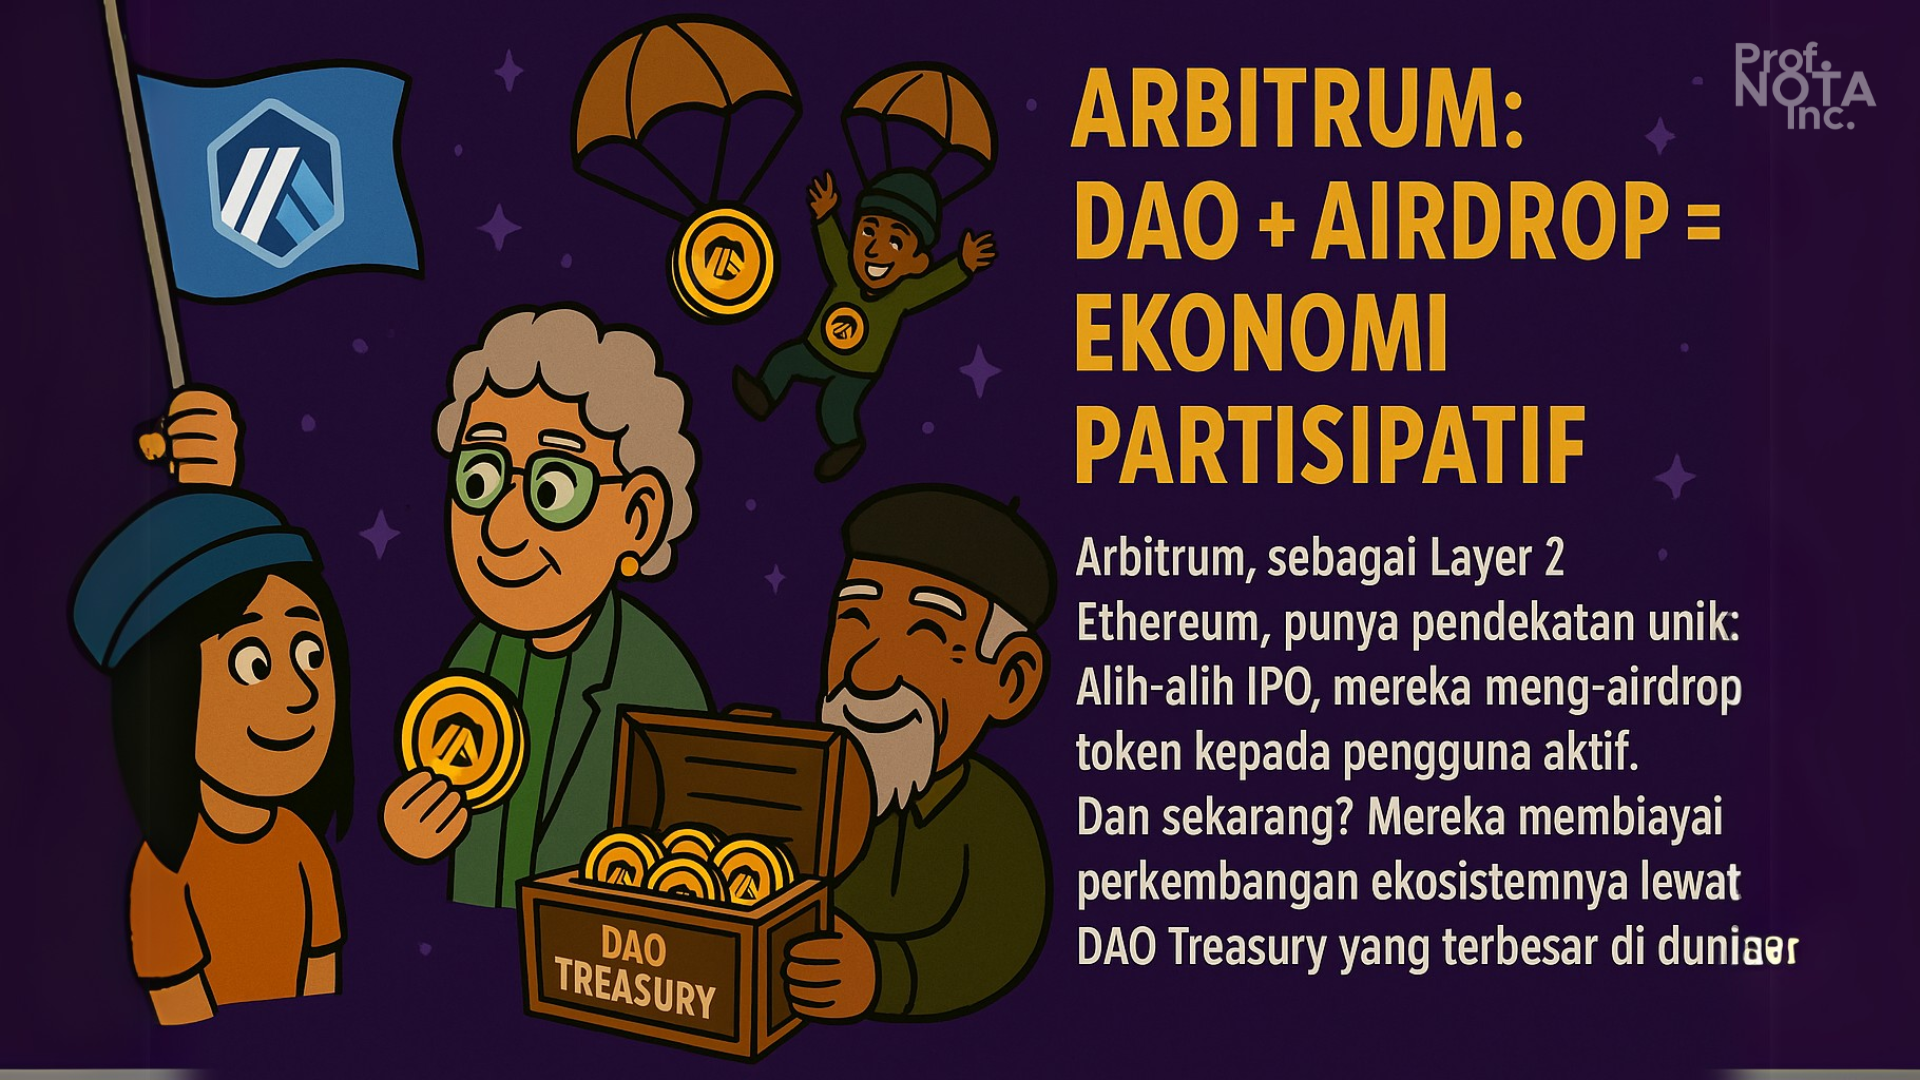 Prof.
NOTA
Inc.
ARBITRUM:
DAO + AIRDROP =
EKONOMI
PARTISIPATIF
Arbitrum, sebagai Layer 2
Ethereum, punya pendekatan unik:
Alih-alih IPO, mereka meng-airdrop
token kepada pengguna aktif.
Dan sekarang? Mereka membiayai
perkembangan ekosistemnya lewat
DAO Treasury yang terbesar di
DAO
TREASURY